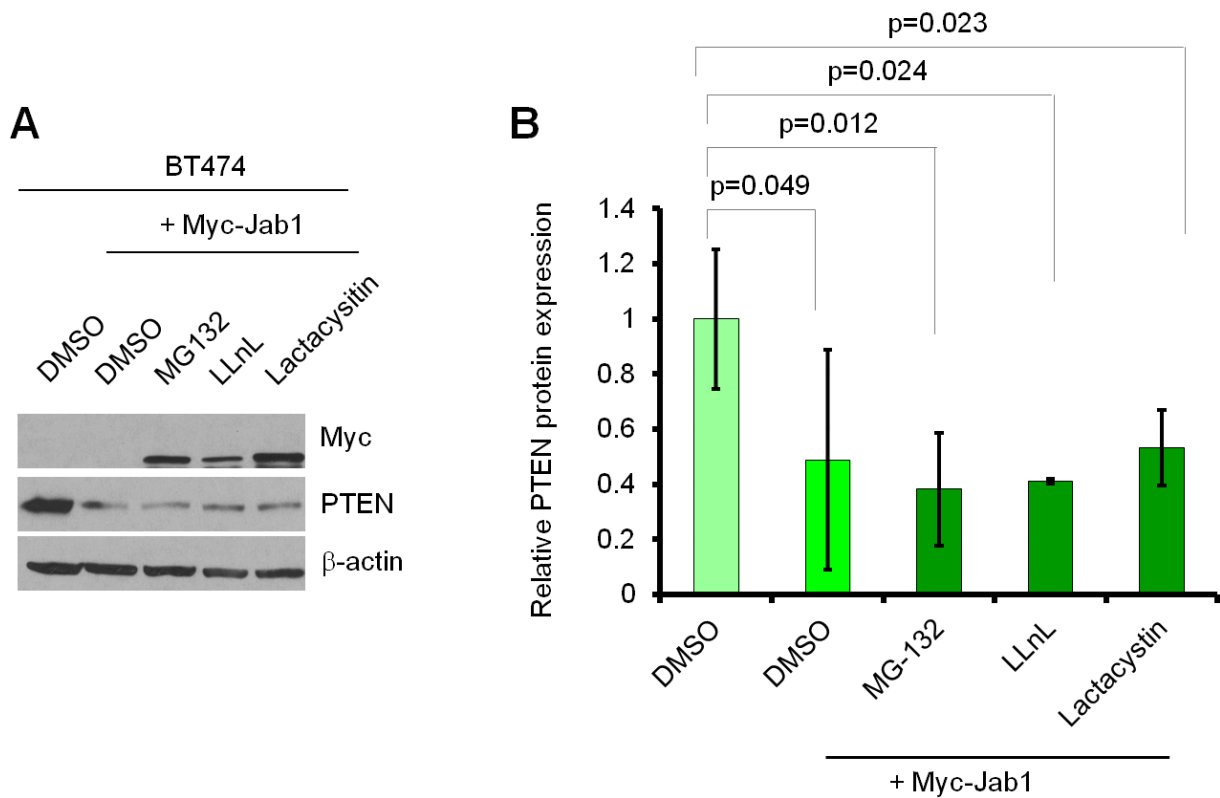 A
BT474
+ Myc-Jab1
DMSO
DMSO
MG132
LLnL
Lactacysitin
Myc
PTEN
β-actin
B
p=0.023
p=0.024
p=0.012
p=0.049
Relative PTEN protein expression
1.4
1.2
1
0.8
0.6
0.4
0.2
0
DMSO
DMSO
MG-132
LLnL
Lactacystin
+ Myc-Jab1